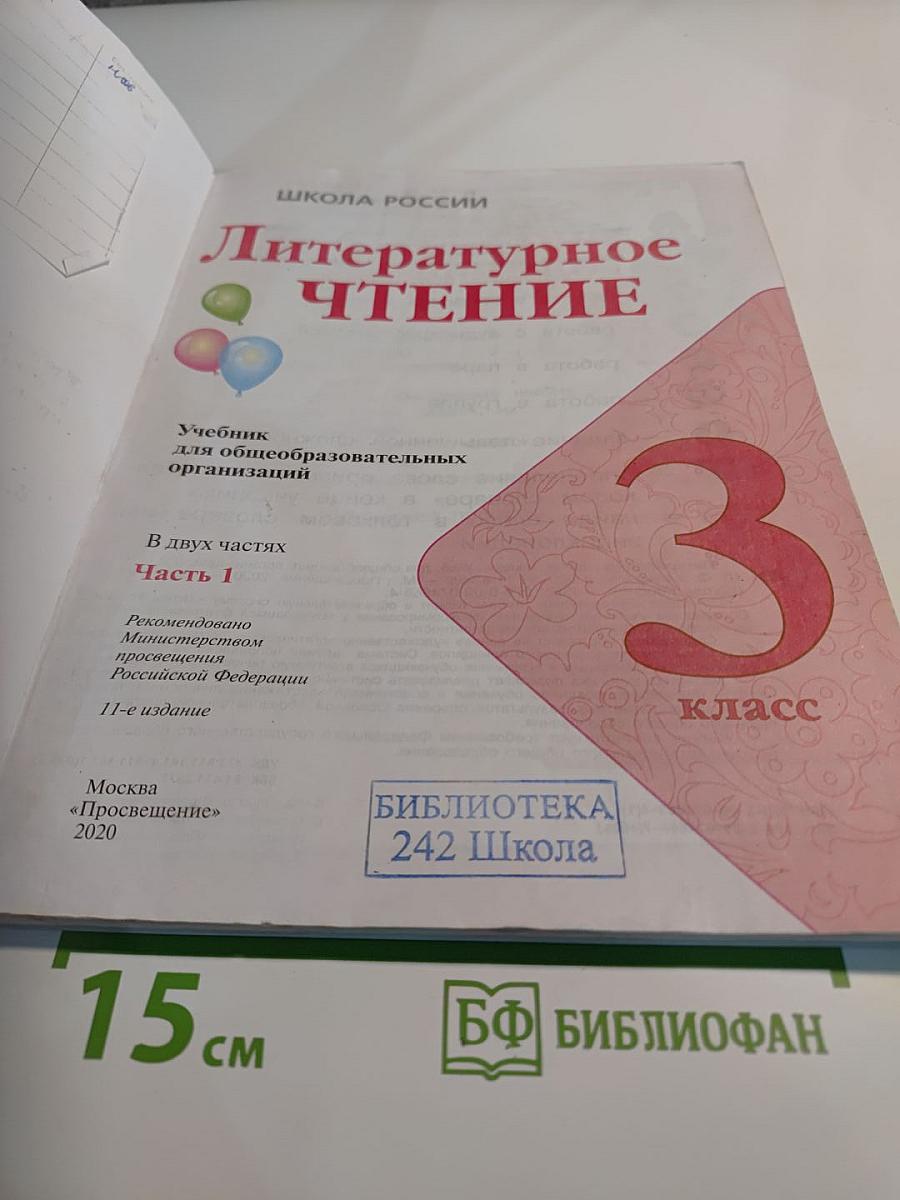 ШКОЛА РОССИИ
Литературное
ЧТЕНИЕ
Учебник
для общеобразовательных
организаций
В двух частях
Часть 1
Рекомендовано
Министерством
просвещения
Российской Федерации
11-е издание
Москва
«Просвещение»
2020
3
класс
БИБЛИОТЕКА
242 Школа
15 см
БФ БИБЛИОФАН